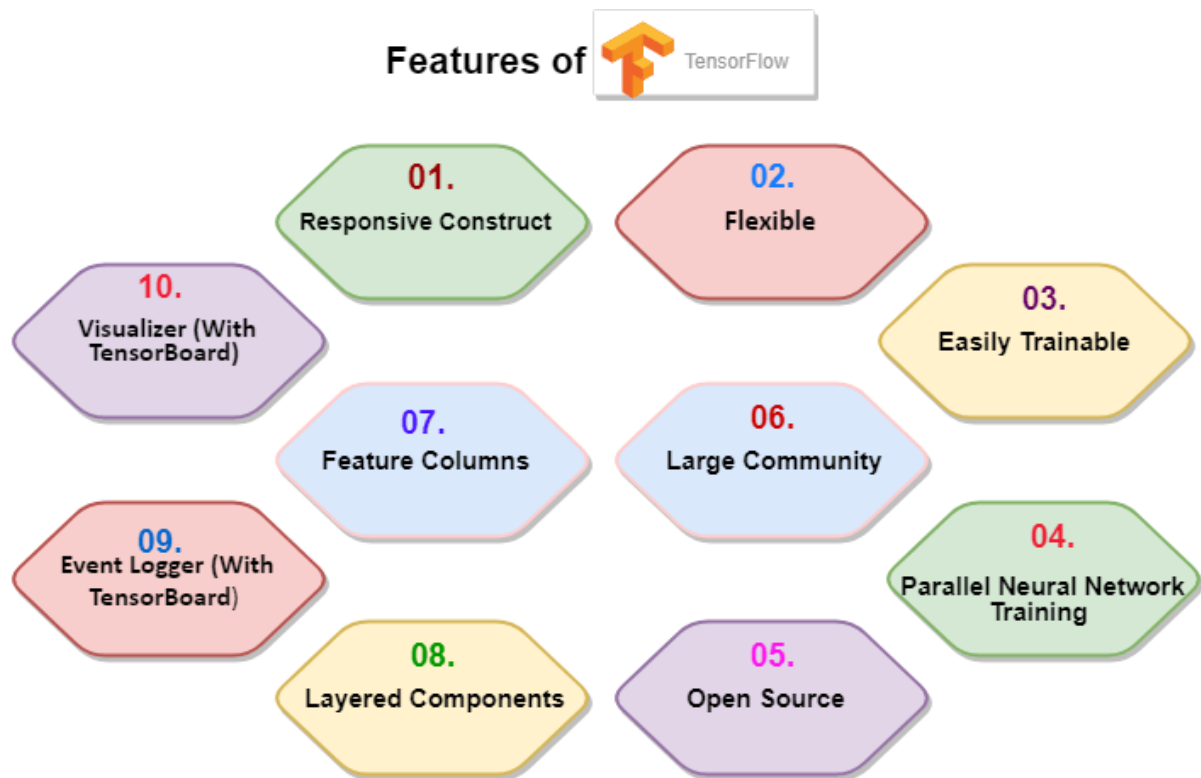 Features of TensorFlow
01.
Responsive Construct
02.
Flexible
03.
Easily Trainable
04.
Parallel Neural Network
Training
05.
Open Source
06.
Large Community
07.
Feature Columns
08.
Layered Components
09.
Event Logger (With
TensorBoard)
10.
Visualizer (With
TensorBoard)